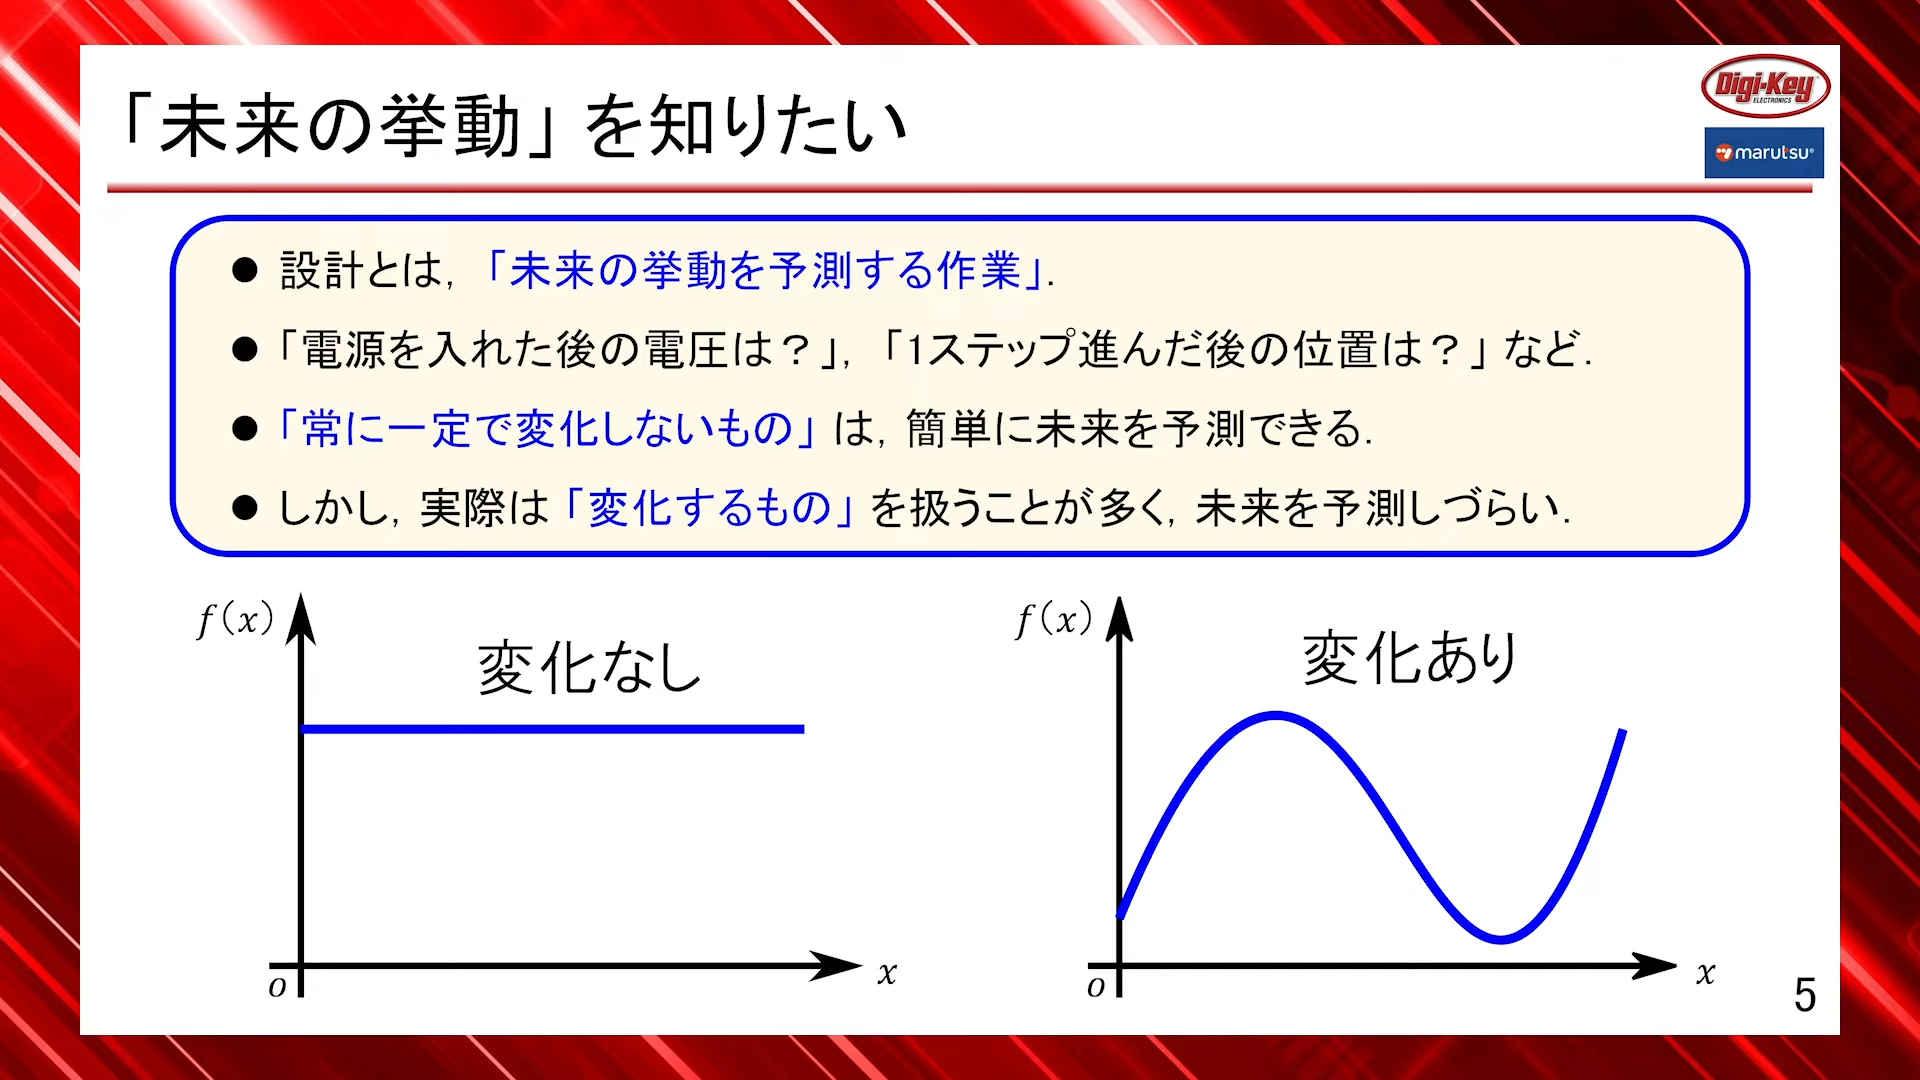 「未来の挙動」を知りたい
Digi-Key
ELECTRONICS
marutsu
● 設計とは，「未来の挙動を予測する作業」．
● 「電源を入れた後の電圧は？」，「1ステップ進んだ後の位置は？」など．
● 「常に一定で変化しないもの」は，簡単に未来を予測できる．
● しかし，実際は「変化するもの」を扱うことが多く，未来を予測しづらい．
f(x)
変化なし
o
x
f(x)
変化あり
o
x
5